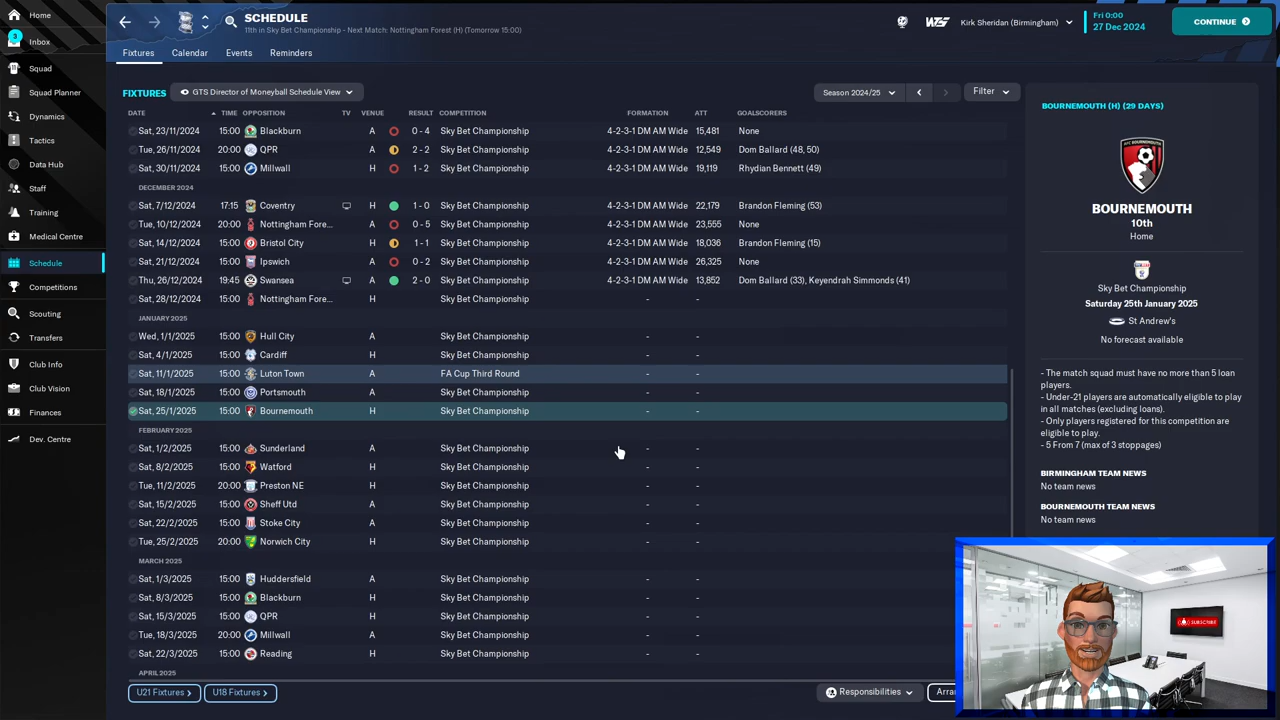 Home
3
Inbox
Squad
Squad Planner
Dynamics
Tactics
Data Hub
Staff
Training
Medical Centre
Schedule
Competitions
Scouting
Transfers
Club Info
Club Vision
Finances
Dev. Centre
SCHEDULE
11th in Sky Bet Championship - Next Match: Nottingham Forest (H) (Tomorrow 15:00)
Kirk Sheridan (Birmingham)
Fri 0:00
27 Dec 2024
CONTINUE
Fixtures Calendar Events Reminders
FIXTURES GTS Director of Moneyball Schedule View Season 2024/25 Filter
DATE TIME OPPOSITION TV VENUE RESULT COMPETITION FORMATION ATT GOALSCORERS
Sat, 23/11/2024 15:00 Blackburn A 0 - 4 Sky Bet Championship 4-2-3-1 DM AM Wide 15,481 None
Tue, 26/11/2024 20:00 QPR A 2 - 2 Sky Bet Championship 4-2-3-1 DM AM Wide 12,549 Dom Ballard (48, 50)
Sat, 30/11/2024 15:00 Millwall H 1 - 2 Sky Bet Championship 4-2-3-1 DM AM Wide 19,119 Rhydian Bennett (49)
DECEMBER 2024
Sat, 7/12/2024 17:15 Coventry H 1 - 0 Sky Bet Championship 4-2-3-1 DM AM Wide 22,179 Brandon Fleming (53)
Tue, 10/12/2024 20:00 Nottingham Fore... A 0 - 5 Sky Bet Championship 4-2-3-1 DM AM Wide 23,555 None
Sat, 14/12/2024 15:00 Bristol City H 1 - 1 Sky Bet Championship 4-2-3-1 DM AM Wide 18,036 Brandon Fleming (15)
Sat, 21/12/2024 15:00 Ipswich A 0 - 2 Sky Bet Championship 4-2-3-1 DM AM Wide 26,325 None
Thu, 26/12/2024 19:45 Swansea A 2 - 0 Sky Bet Championship 4-2-3-1 DM AM Wide 13,852 Dom Ballard (33), Keyendrah Simmonds (41)
Sat, 28/12/2024 15:00 Nottingham Fore... H Sky Bet Championship - -
JANUARY 2025
Wed, 1/1/2025 15:00 Hull City A Sky Bet Championship - -
Sat, 4/1/2025 15:00 Cardiff H Sky Bet Championship - -
Sat, 11/1/2025 15:00 Luton Town A FA Cup Third Round - -
Sat, 18/1/2025 15:00 Portsmouth A Sky Bet Championship - -
Sat, 25/1/2025 15:00 Bournemouth H Sky Bet Championship - -
FEBRUARY 2025
Sat, 1/2/2025 15:00 Sunderland A Sky Bet Championship - -
Sat, 8/2/2025 15:00 Watford H Sky Bet Championship - -
Tue, 11/2/2025 20:00 Preston NE H Sky Bet Championship - -
Sat, 15/2/2025 15:00 Sheff Utd A Sky Bet Championship - -
Sat, 22/2/2025 15:00 Stoke City A Sky Bet Championship - -
Tue, 25/2/2025 20:00 Norwich City H Sky Bet Championship - -
MARCH 2025
Sat, 1/3/2025 15:00 Huddersfield A Sky Bet Championship - -
Sat, 8/3/2025 15:00 Blackburn H Sky Bet Championship - -
Sat, 15/3/2025 15:00 QPR H Sky Bet Championship - -
Tue, 18/3/2025 20:00 Millwall A Sky Bet Championship - -
Sat, 22/3/2025 15:00 Reading H Sky Bet Championship - -
APRIL 2025
U21 Fixtures U18 Fixtures Responsibilities Arran
BOURNEMOUTH (H) (29 DAYS)
BOURNEMOUTH
10th
Home
Sky Bet Championship
Saturday 25th January 2025
St Andrew's
No forecast available
- The match squad must have no more than 5 loan
players.
- Under-21 players are automatically eligible to play
in all matches (excluding loans).
- Only players registered for this competition are
eligible to play.
- 5 From 7 (max of 3 stoppages)
BIRMINGHAM TEAM NEWS
No team news
BOURNEMOUTH TEAM NEWS
No team news
SUBSCRIBE